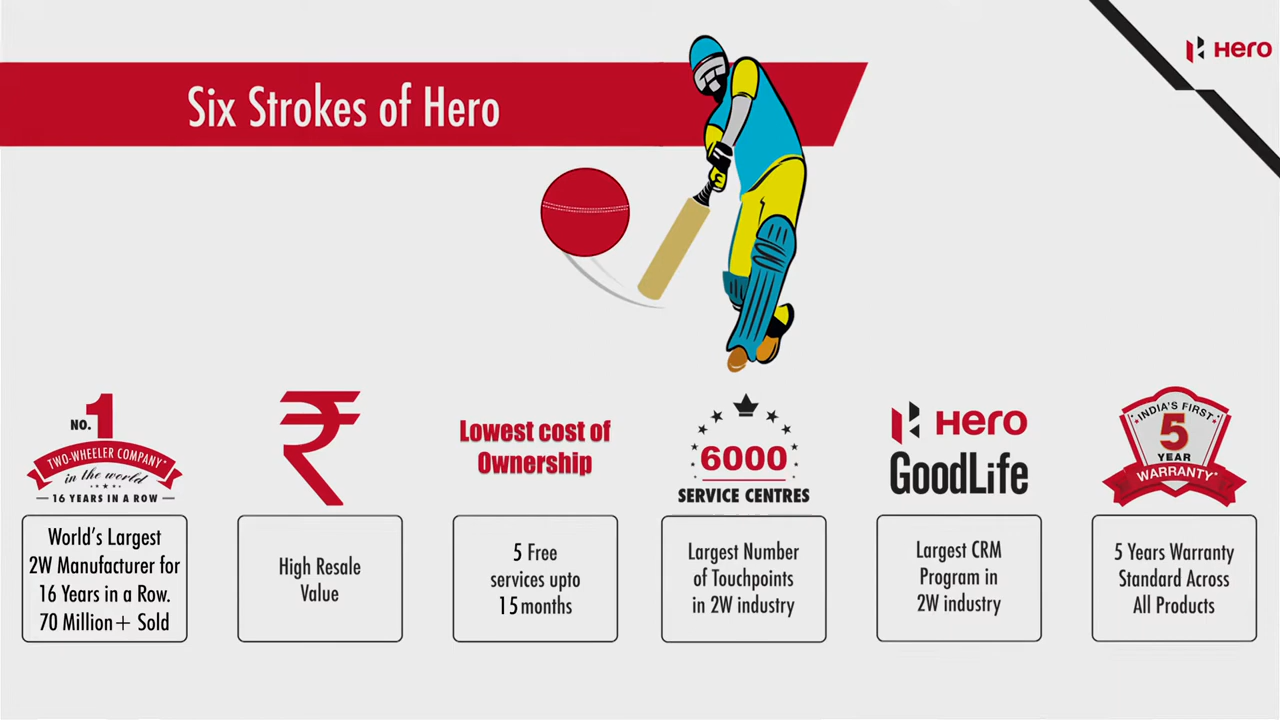 Hero
Six Strokes of Hero
NO. 1
TWO-WHEELER COMPANY*
in the world
16 YEARS IN A ROW
World's Largest
2W Manufacturer for
16 Years in a Row.
70 Million+ Sold
₹
High Resale
Value
Lowest cost of
Ownership
5 Free
services upto
15 months
6000
SERVICE CENTRES
Largest Number
of Touchpoints
in 2W industry
Hero
GoodLife
Largest CRM
Program in
2W industry
INDIA'S FIRST
5
YEAR
WARRANTY*
5 Years Warranty
Standard Across
All Products